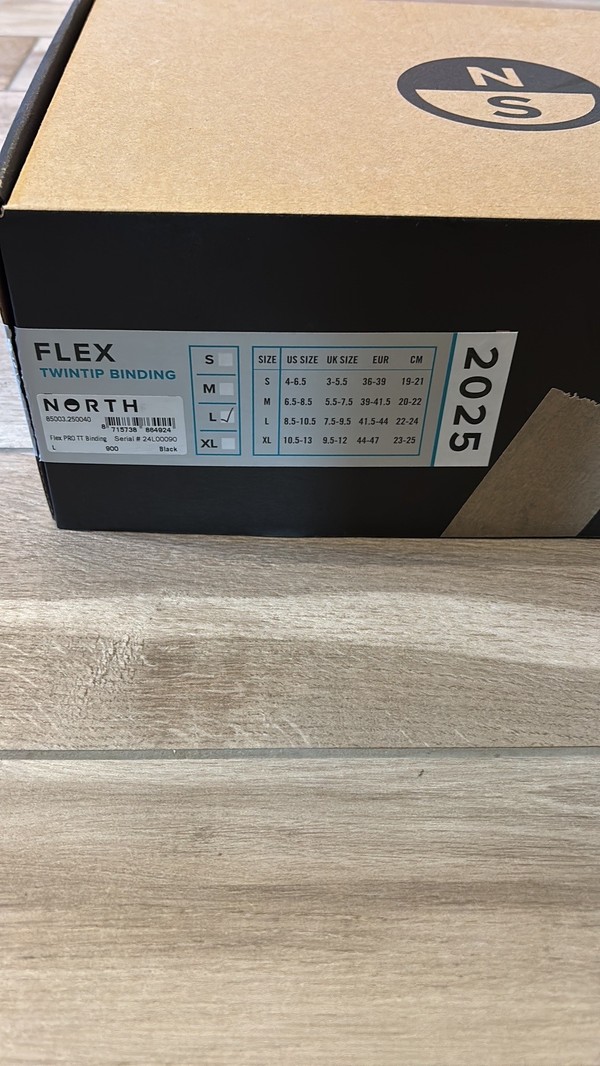 N
S
FLEX
TWINTIP BINDING
NORTH
85003.250040
8 715738 884924
Flex PRO TT Binding Serial # 24L00090
L 900 Black
S
M
L ✓
XL
SIZE US SIZE UK SIZE EUR CM
S 4-6.5 3-5.5 36-39 19-21
M 6.5-8.5 5.5-7.5 39-41.5 20-22
L 8.5-10.5 7.5-9.5 41.5-44 22-24
XL 10.5-13 9.5-12 44-47 23-25
2025